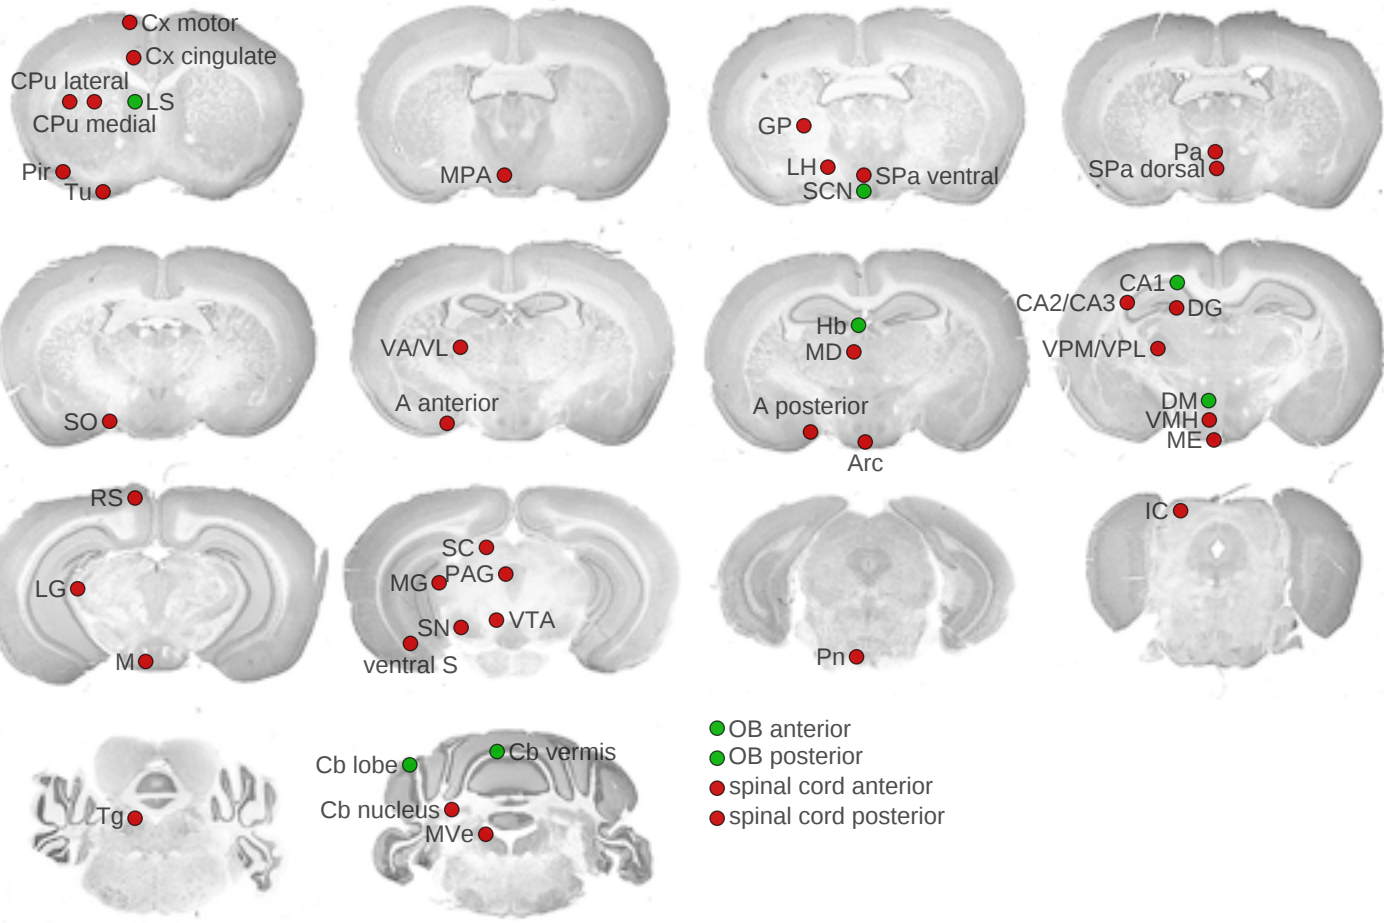 Cx motor
Cx cingulate
CPu lateral
LS
CPu medial
Pir
Tu
MPA
GP
LH
SPa ventral
SCN
Pa
SPa dorsal
SO
VA/VL
A anterior
Hb
MD
A posterior
Arc
CA1
CA2/CA3
DG
VPM/VPL
DM
VMH
ME
RS
LG
M
SC
MG
PAG
SN
VTA
ventral S
Pn
IC
Tg
Cb lobe
Cb vermis
Cb nucleus
MVe
OB anterior
OB posterior
spinal cord anterior
spinal cord posterior